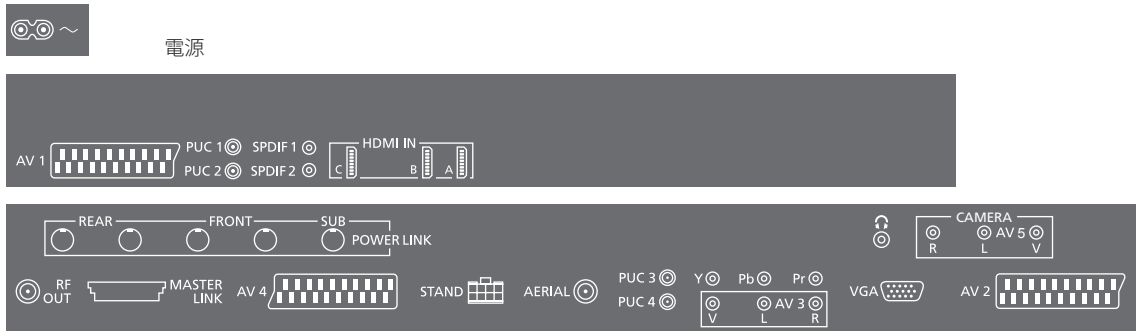 電源
HDMI IN
AV 1 PUC 1 SPDIF 1
PUC 2 SPDIF 2 C B A
REAR FRONT SUB
POWER LINK
CAMERA
AV 5
R L V
RF OUT
MASTER LINK
AV 4
STAND
AERIAL
PUC 3
PUC 4
Y Pb Pr
AV 3
V L R
VGA
AV 2